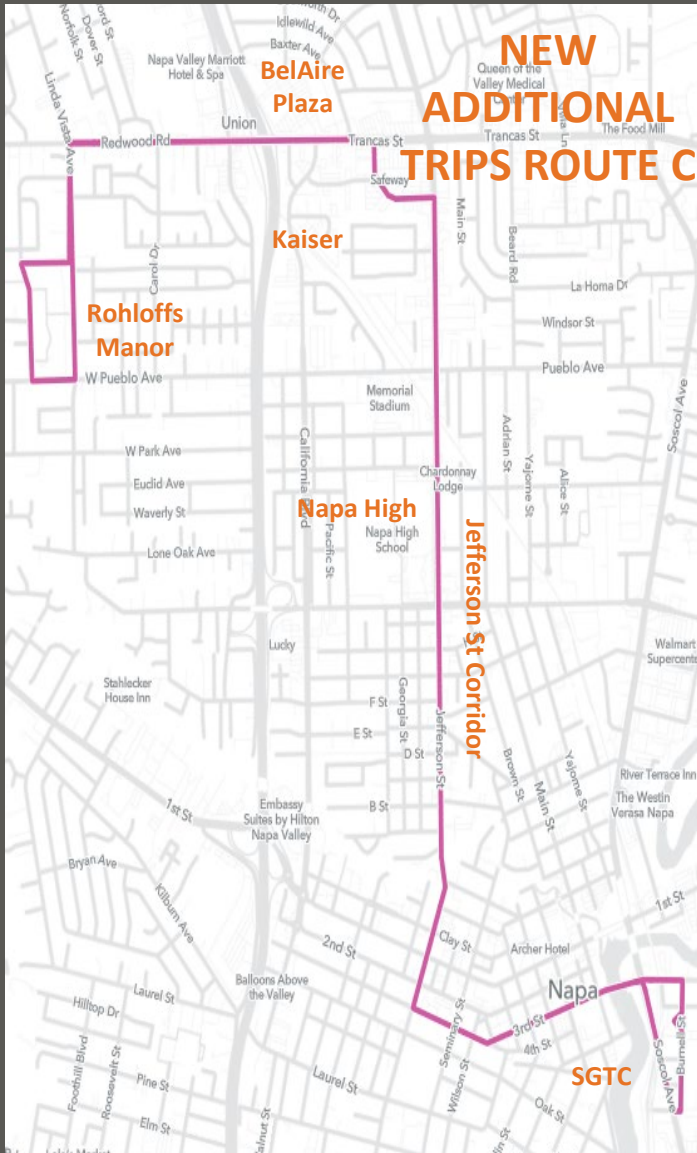 NEW
ADDITIONAL
TRIPS ROUTE C
Norfolk St
Dover St
Idlewild Ave
Baxter Ave
Napa Valley Marriott
Hotel & Spa
BelAire
Plaza
Queen of the
Valley Medical
Linda Vista Ave
Union
Redwood Rd
Trancas St
Trancas St
The Food Mill
Safeway
Main St
Beard Rd
Kaiser
Carol Dr
La Homa Dr
Rohloffs
Manor
Windsor St
W Pueblo Ave
Pueblo Ave
Memorial
Stadium
Soscol Ave
W Park Ave
California Blvd
Adrian St
Yajome St
Alice St
Chardonnay
Lodge
Euclid Ave
Waverly St
Napa High
Pacific St
Napa High
School
Lone Oak Ave
Jefferson St Corridor
Lucky
Walmart
Stahlecker
House Inn
F St
Georgia St
E St
D St
Jefferson St
Brown St
Main St
Yajome St
River Terrace Inn
The Westin
Verasa Napa
1st St
Embassy
Suites by Hilton
Napa Valley
B St
Bryan Ave
Kilburn Ave
1st St
2nd St
Clay St
Archer Hotel
Balloons Above
the Valley
Napa
Laurel St
Hilltop Dr
Seminary St
3rd St
4th St
Wilson St
Soscol Ave
Burnell St
SGTC
Foothill Blvd
Roosevelt St
Pine St
Laurel St
Oak St
Elm St